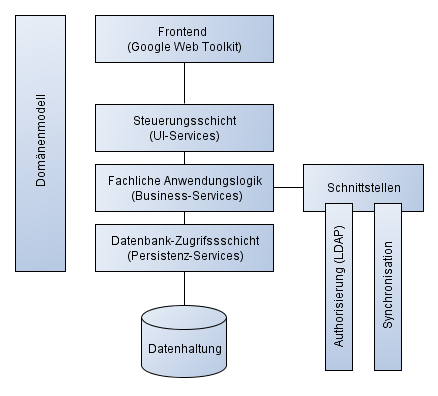 Domänenmodell
Frontend
(Google Web Toolkit)
Steuerungsschicht
(UI-Services)
Fachliche Anwendungslogik
(Business-Services)
Schnittstellen
Datenbank-Zugrifssschicht
(Persistenz-Services)
Authorisierung (LDAP)
Synchronisation
Datenhaltung